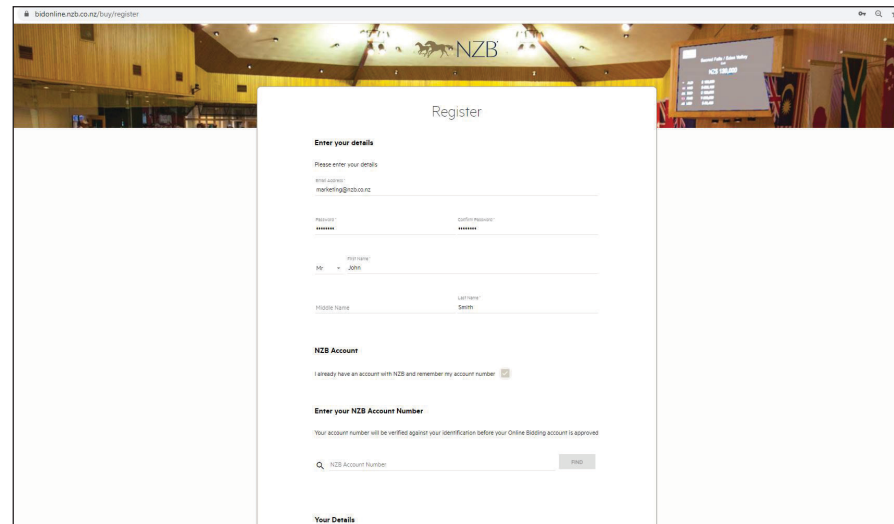 bidonline.nzb.co.nz/buy/register
NZB
NZ$ 130,000
Register
Enter your details
Please enter your details
Email address *
marketing@nzb.co.nz
Password * Confirm Password *
•••••••• ••••••••
First Name *
Mr John
Last Name *
Middle Name Smith
NZB Account
I already have an account with NZB and remember my account number
Enter your NZB Account Number
Your account number will be verified against your identification before your Online Bidding account is approved
NZB Account Number FIND
Your Details